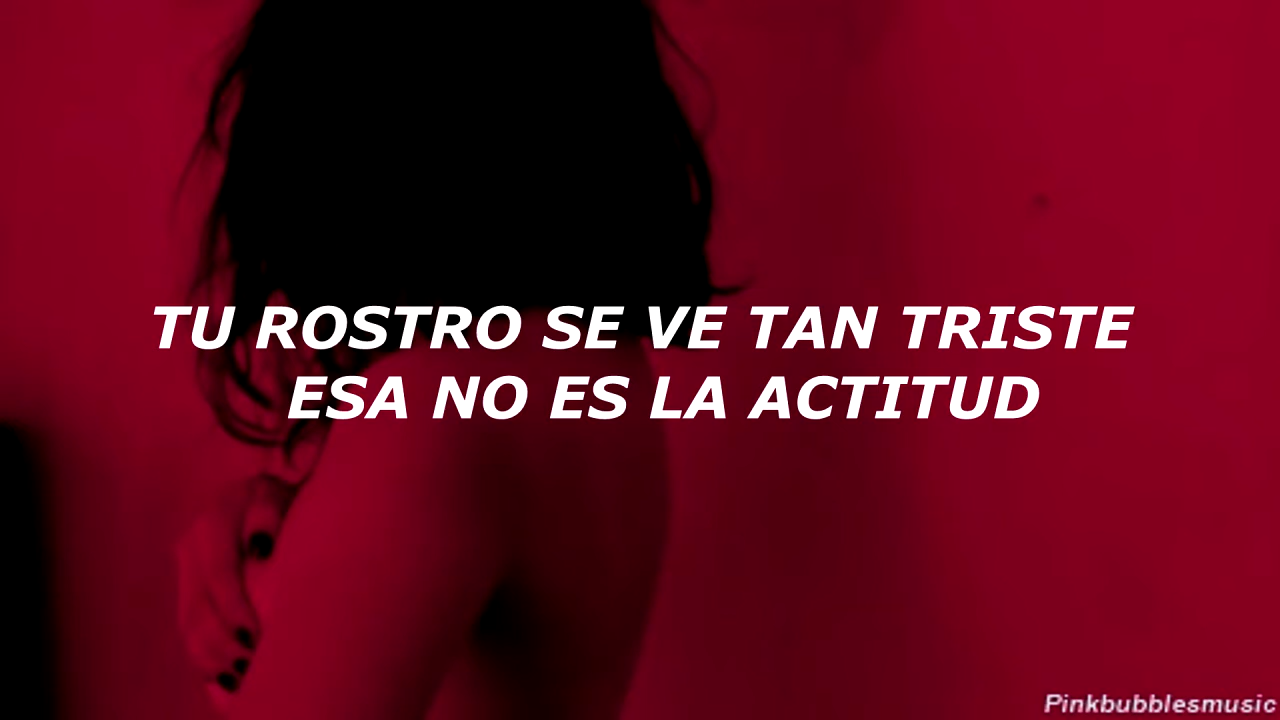 TU ROSTRO SE VE TAN TRISTE
ESA NO ES LA ACTITUD
Pinkbubblesmusic